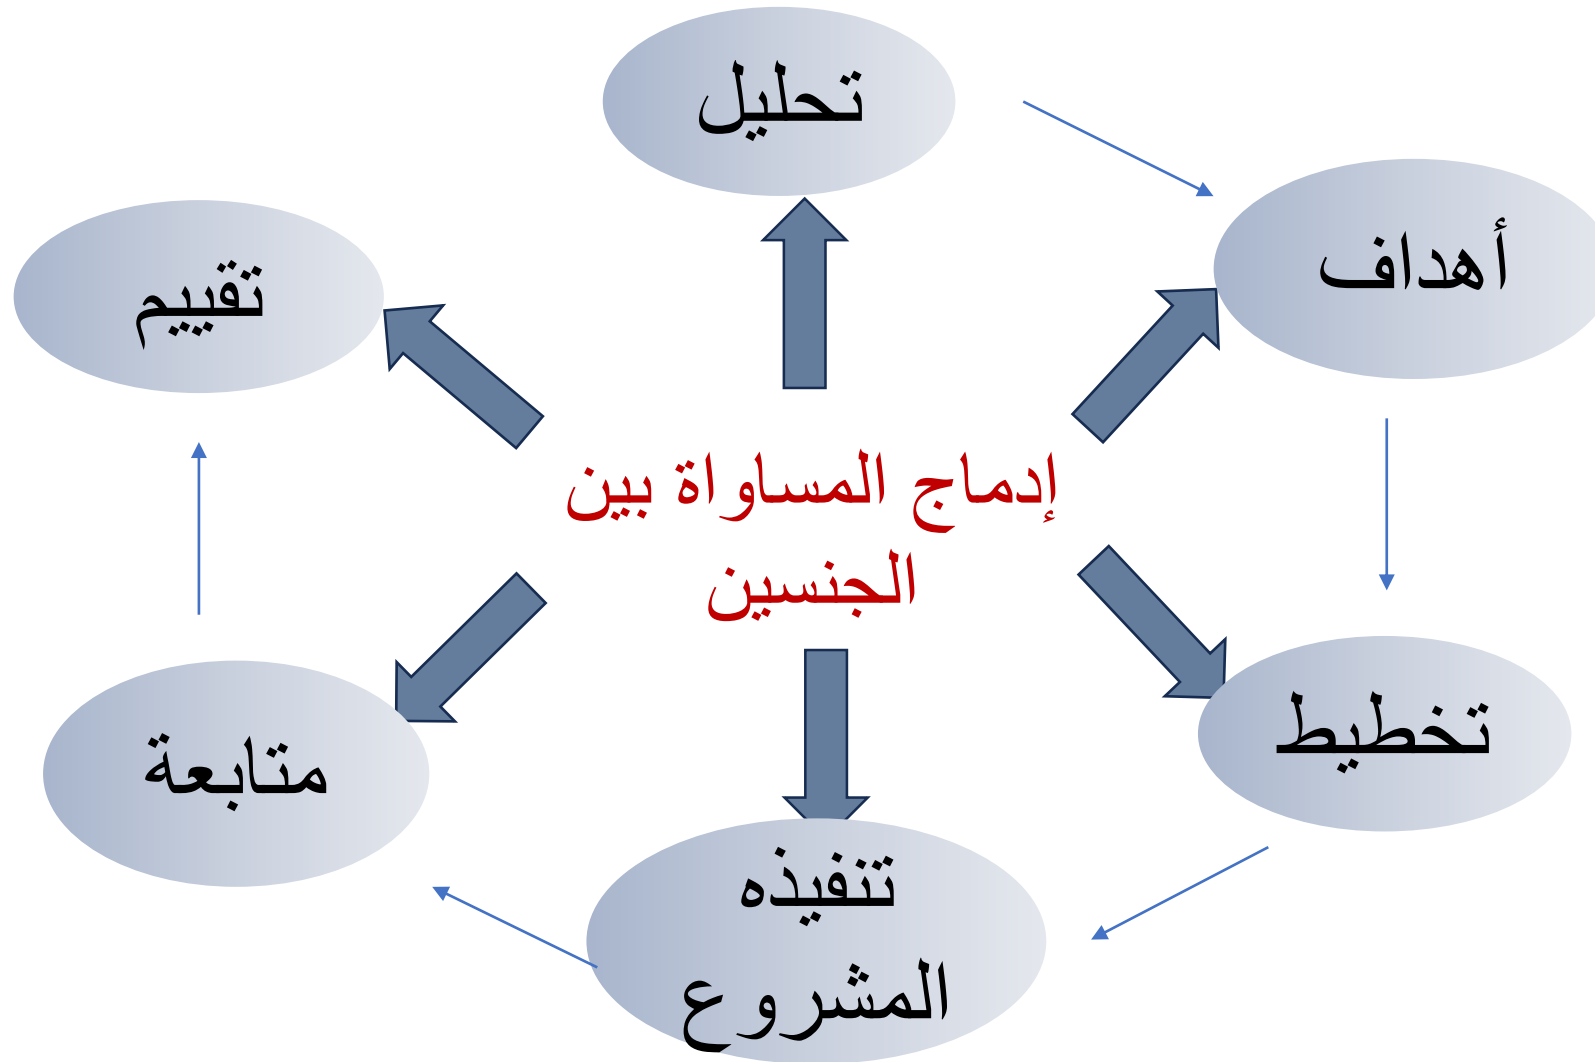 تحليل
أهداف
تقييم
إدماج المساواة بين
الجنسين
تخطيط
متابعة
تنفيذه
المشروع